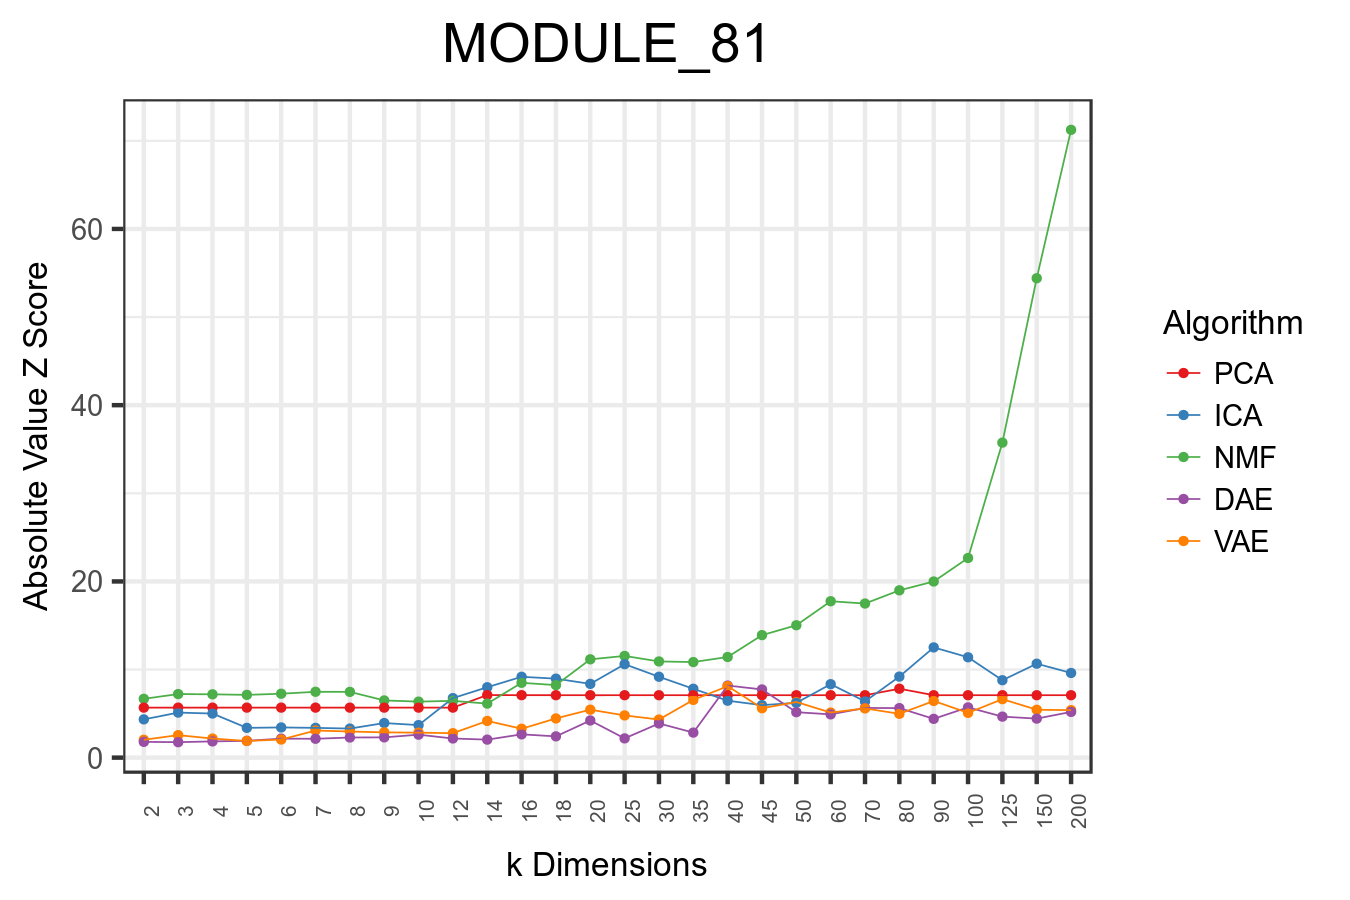 MODULE_81
Absolute Value Z Score
60
40
20
0
2 3 4 5 6 7 8 9 10 12 14 16 18 20 25 30 35 40 45 50 60 70 80 90 100 125 150 200
k Dimensions
Algorithm
PCA
ICA
NMF
DAE
VAE